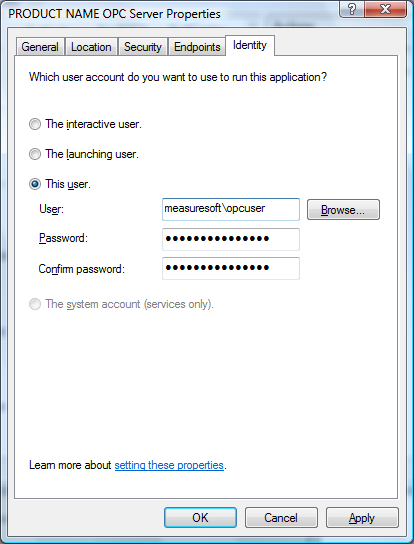 PRODUCT NAME OPC Server Properties
General Location Security Endpoints Identity
Which user account do you want to use to run this application?
The interactive user.
The launching user.
This user.
User: measuresoft\opcuser Browse...
Password: ●●●●●●●●●●●●●●●
Confirm password: ●●●●●●●●●●●●●●●
The system account (services only).
Learn more about setting these properties.
OK Cancel Apply